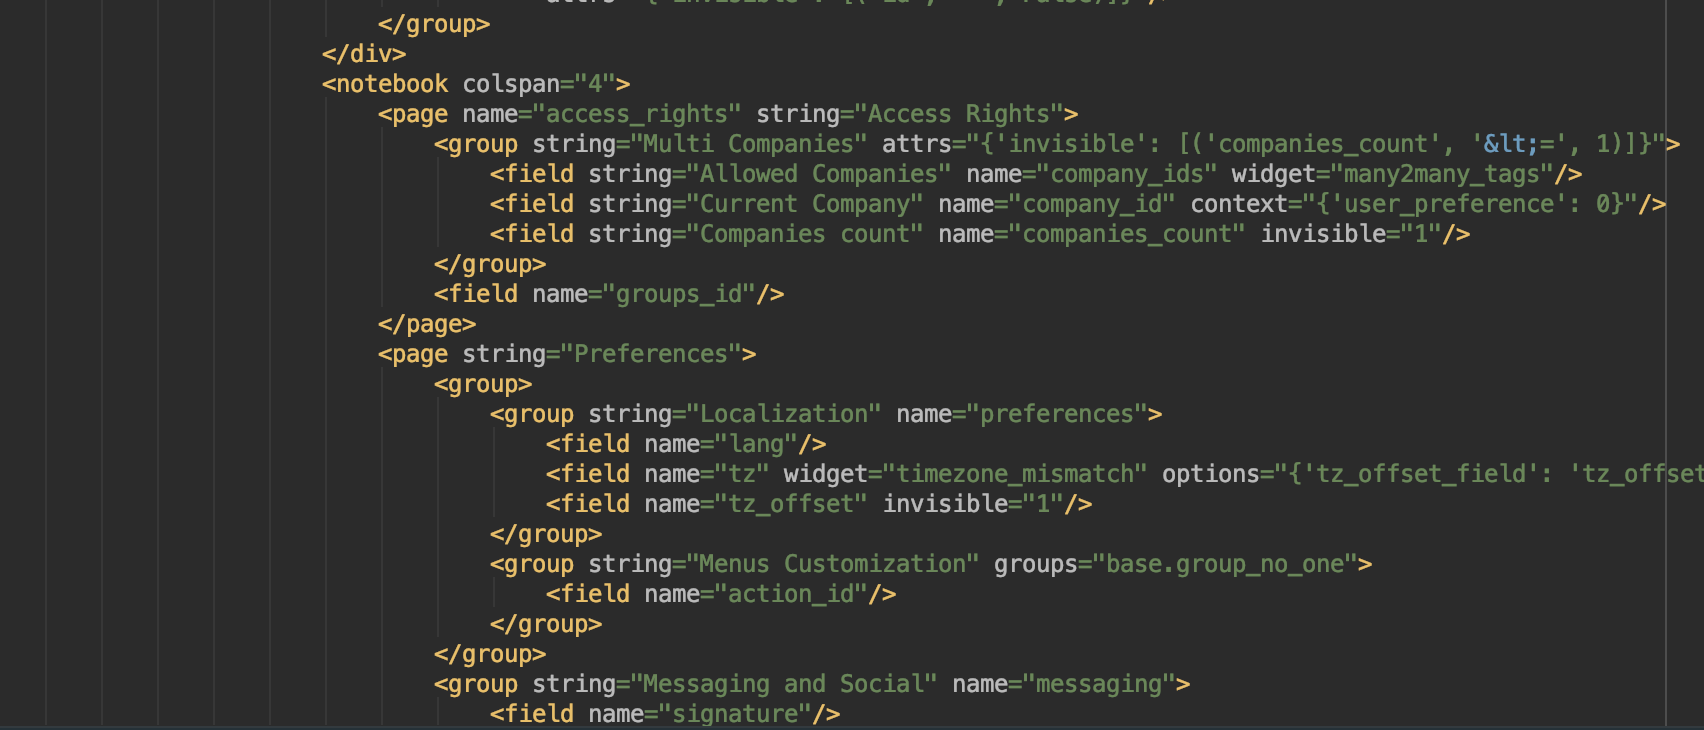 </group>
</div>
<notebook colspan="4">
<page name="access_rights" string="Access Rights">
<group string="Multi Companies" attrs="{'invisible': [('companies_count', '&lt;=', 1)]}">
<field string="Allowed Companies" name="company_ids" widget="many2many_tags"/>
<field string="Current Company" name="company_id" context="{'user_preference': 0}"/>
<field string="Companies count" name="companies_count" invisible="1"/>
</group>
<field name="groups_id"/>
</page>
<page string="Preferences">
<group>
<group string="Localization" name="preferences">
<field name="lang"/>
<field name="tz" widget="timezone_mismatch" options="{'tz_offset_field': 'tz_offset
<field name="tz_offset" invisible="1"/>
</group>
<group string="Menus Customization" groups="base.group_no_one">
<field name="action_id"/>
</group>
</group>
<group string="Messaging and Social" name="messaging">
<field name="signature"/>